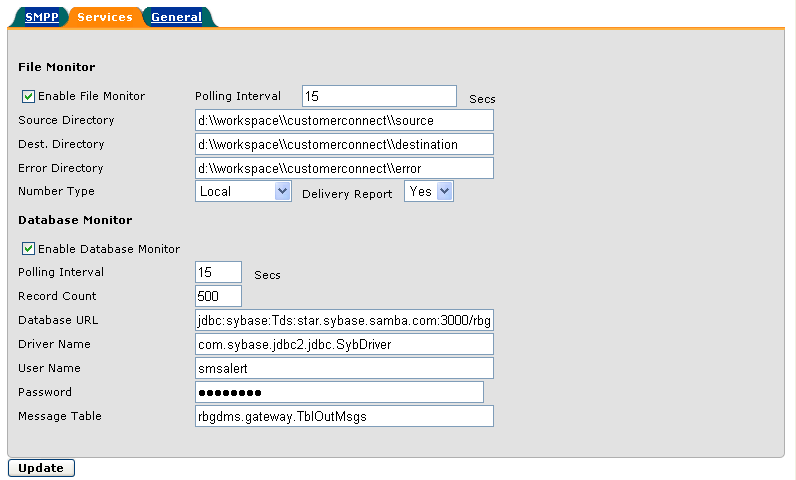 SMPP Services General
File Monitor
Enable File Monitor Polling Interval 15 Secs
Source Directory d:\\workspace\\customerconnect\\source
Dest. Directory d:\\workspace\\customerconnect\\destination
Error Directory d:\\workspace\\customerconnect\\error
Number Type Local Delivery Report Yes
Database Monitor
Enable Database Monitor
Polling Interval 15 Secs
Record Count 500
Database URL jdbc:sybase:Tds:star.sybase.samba.com:3000/rbg
Driver Name com.sybase.jdbc2.jdbc.SybDriver
User Name smsalert
Password ●●●●●●●●
Message Table rbgdms.gateway.TblOutMsgs
Update